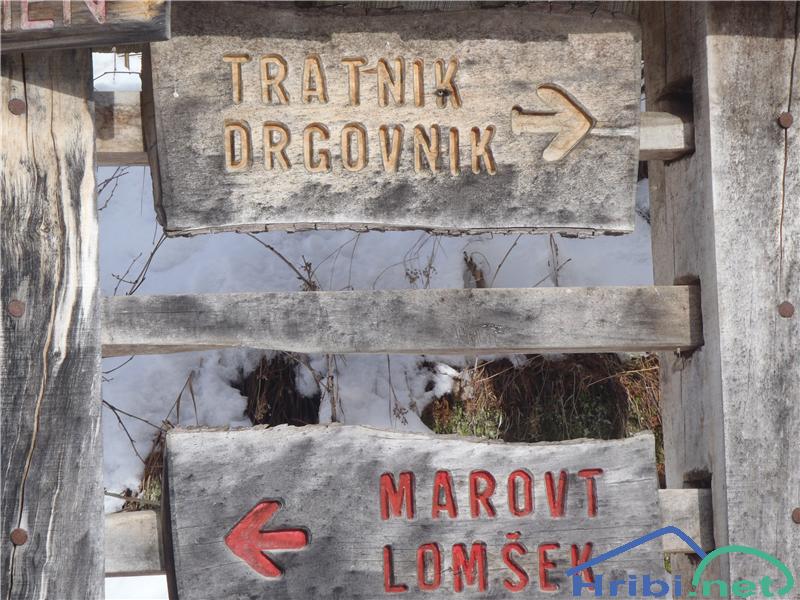 TRATNIK
DRGOVNIK
MAROVT
LOMŠEK
Hribi.net